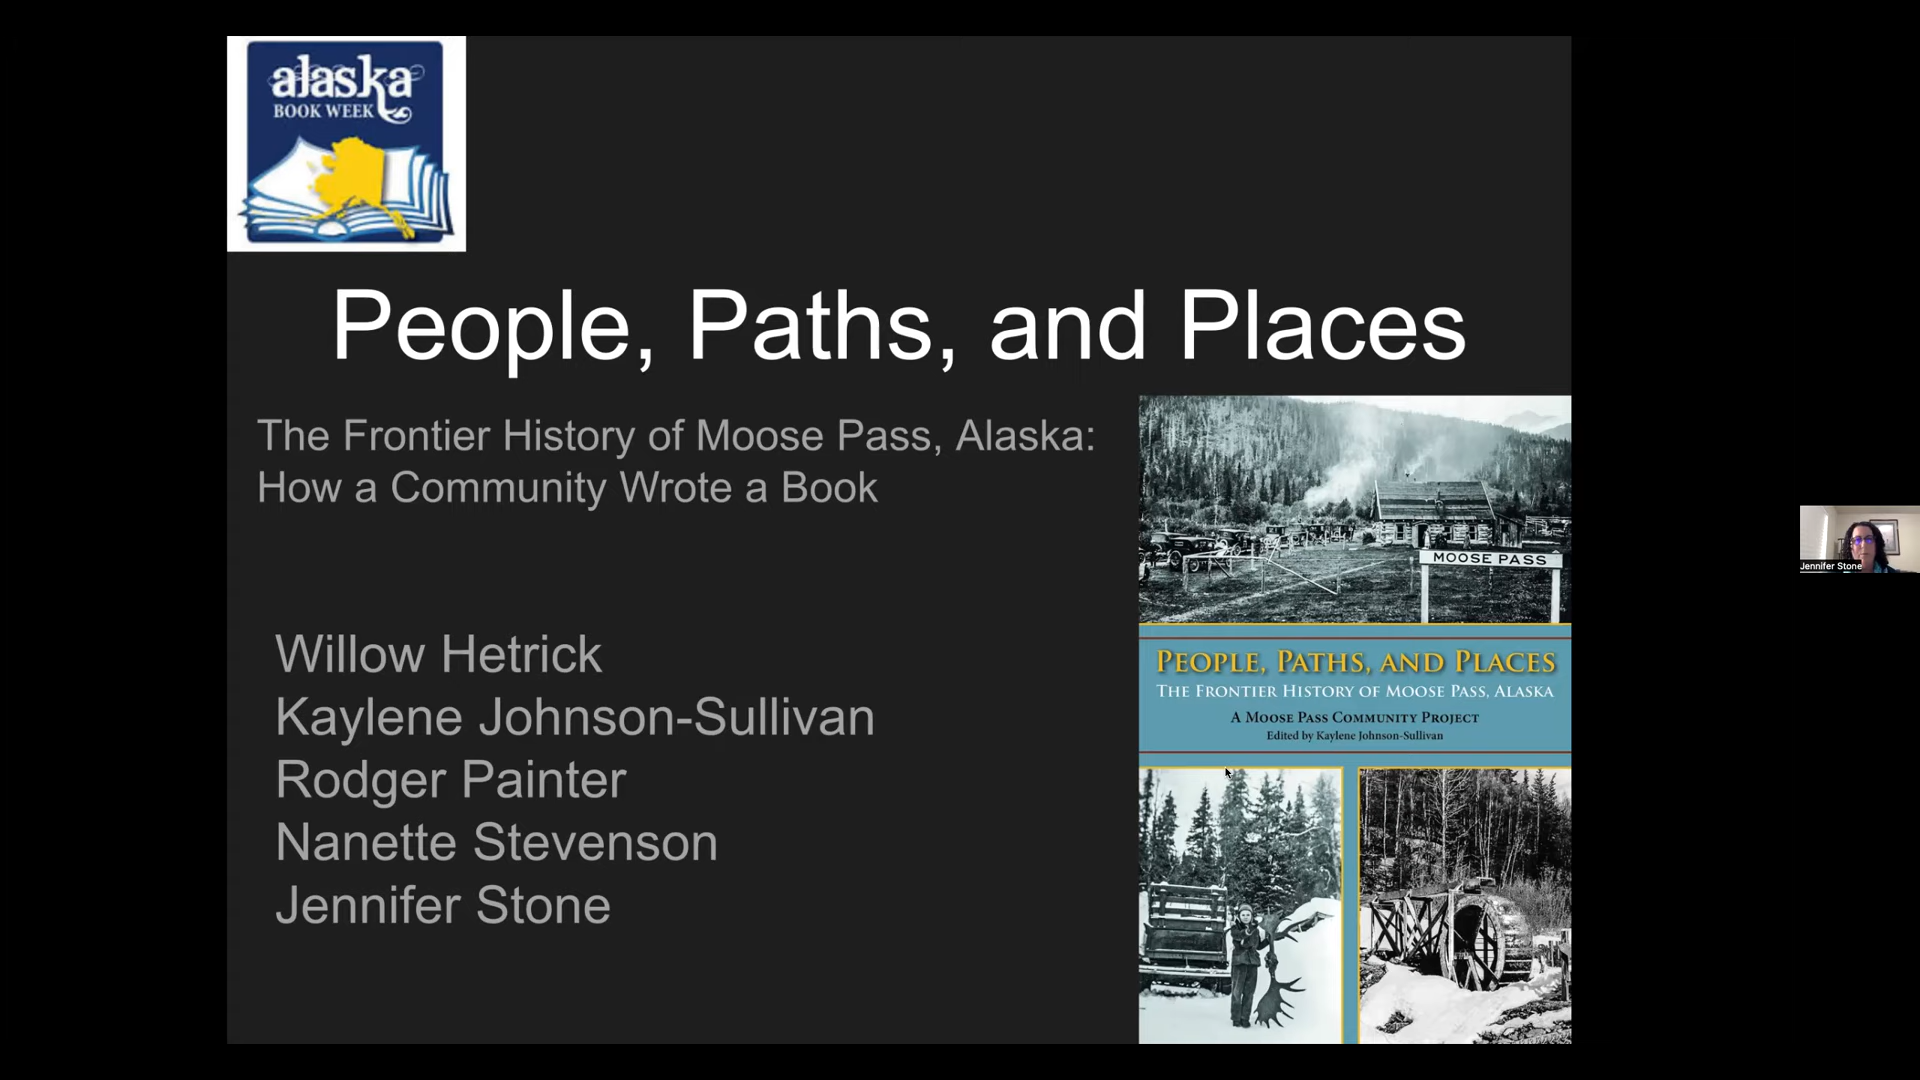 alaska
BOOK WEEK
People, Paths, and Places
The Frontier History of Moose Pass, Alaska:
How a Community Wrote a Book
Willow Hetrick
Kaylene Johnson-Sullivan
Rodger Painter
Nanette Stevenson
Jennifer Stone
MOOSE PASS
PEOPLE, PATHS, AND PLACES
THE FRONTIER HISTORY OF MOOSE PASS, ALASKA
A MOOSE PASS COMMUNITY PROJECT
Edited by Kaylene Johnson-Sullivan
Jennifer Stone